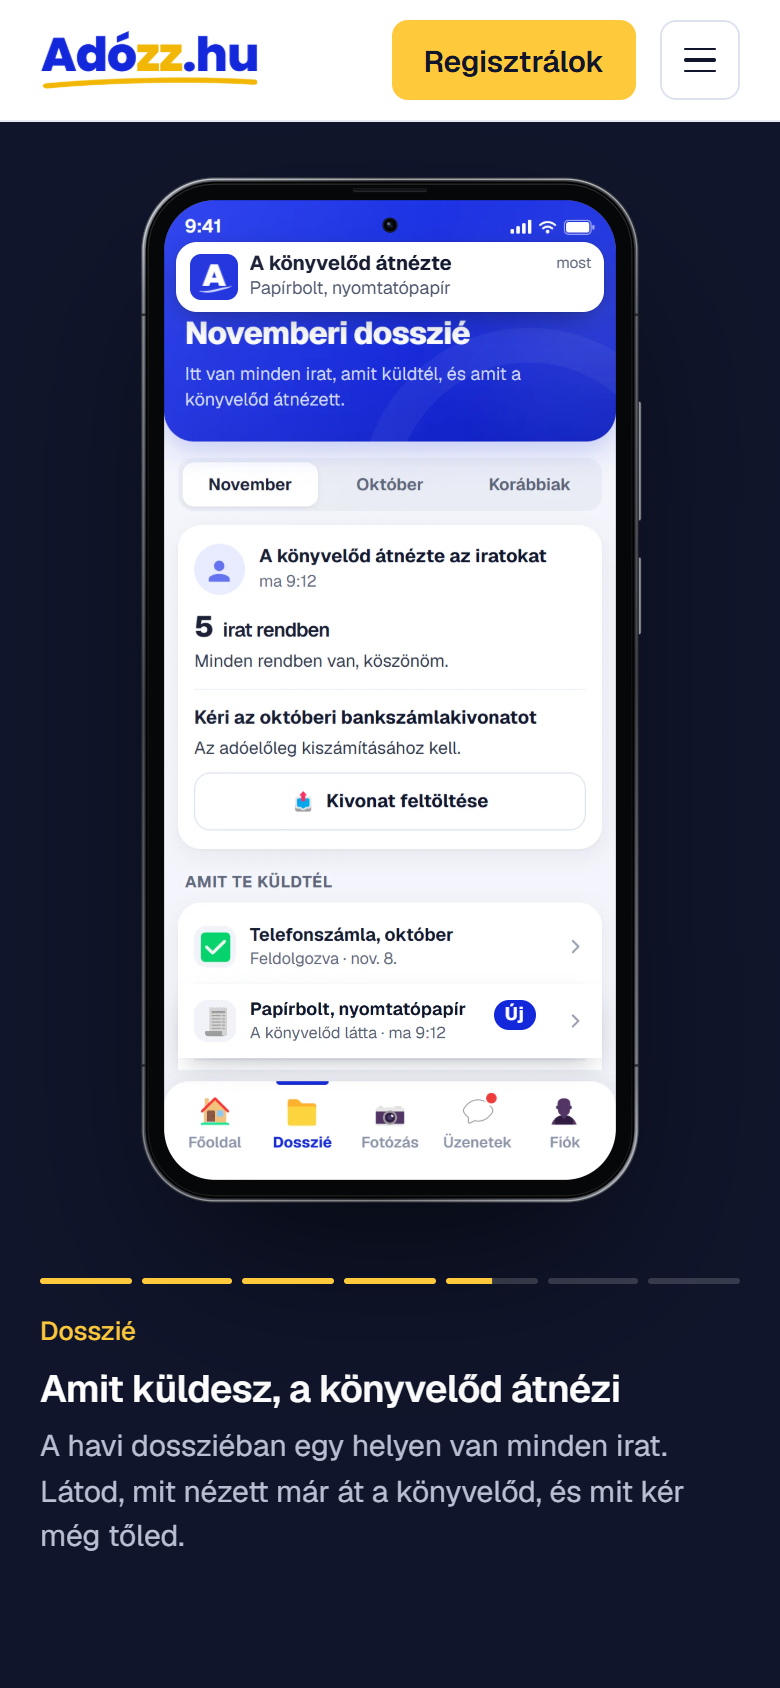 Adózz.hu
Regisztrálok
9:41
A könyvelőd átnézte
most
Papírbolt, nyomtatópapír
Novemberi dosszié
Itt van minden irat, amit küldtél, és amit a
könyvelőd átnézett.
November
Október
Korábbiak
A könyvelőd átnézte az iratokat
ma 9:12
5 irat rendben
Minden rendben van, köszönöm.
Kéri az októberi bankszámlakivonatot
Az adóelőleg kiszámításához kell.
Kivonat feltöltése
AMIT TE KÜLDTÉL
Telefonszámla, október
Feldolgozva · nov. 8.
Papírbolt, nyomtatópapír
Új
A könyvelőd látta · ma 9:12
Főoldal
Dosszié
Fotózás
Üzenetek
Fiók
Dosszié
Amit küldesz, a könyvelőd átnézi
A havi dossziéban egy helyen van minden irat.
Látod, mit nézett már át a könyvelőd, és mit kér
még tőled.